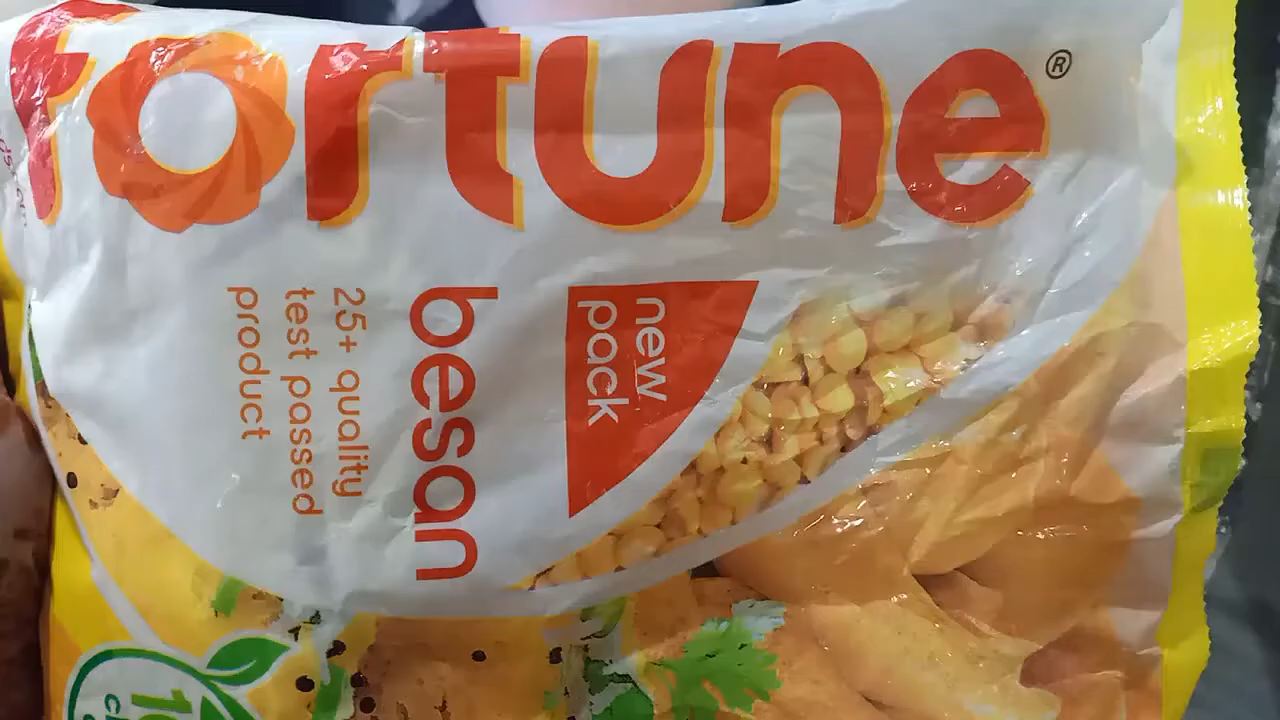 fortune®
new
pack
besan
25+ quality
test passed
product